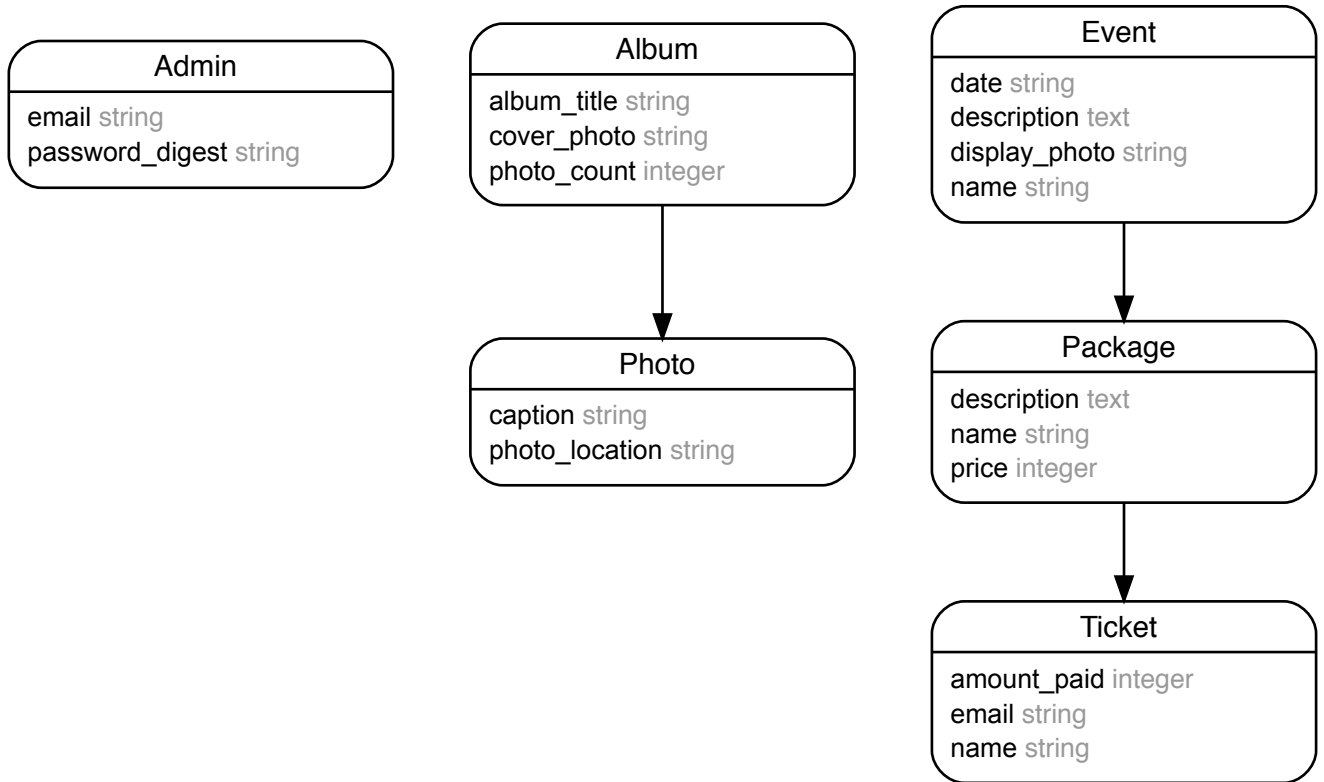 Admin
email string
password_digest string
Album
album_title string
cover_photo string
photo_count integer
Photo
caption string
photo_location string
Event
date string
description text
display_photo string
name string
Package
description text
name string
price integer
Ticket
amount_paid integer
email string
name string